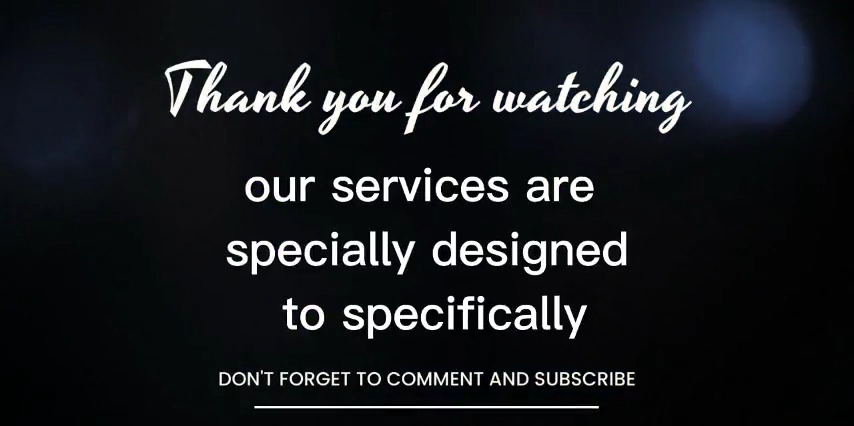 Thank you for watching
our services are
specially designed
to specifically
DON'T FORGET TO COMMENT AND SUBSCRIBE